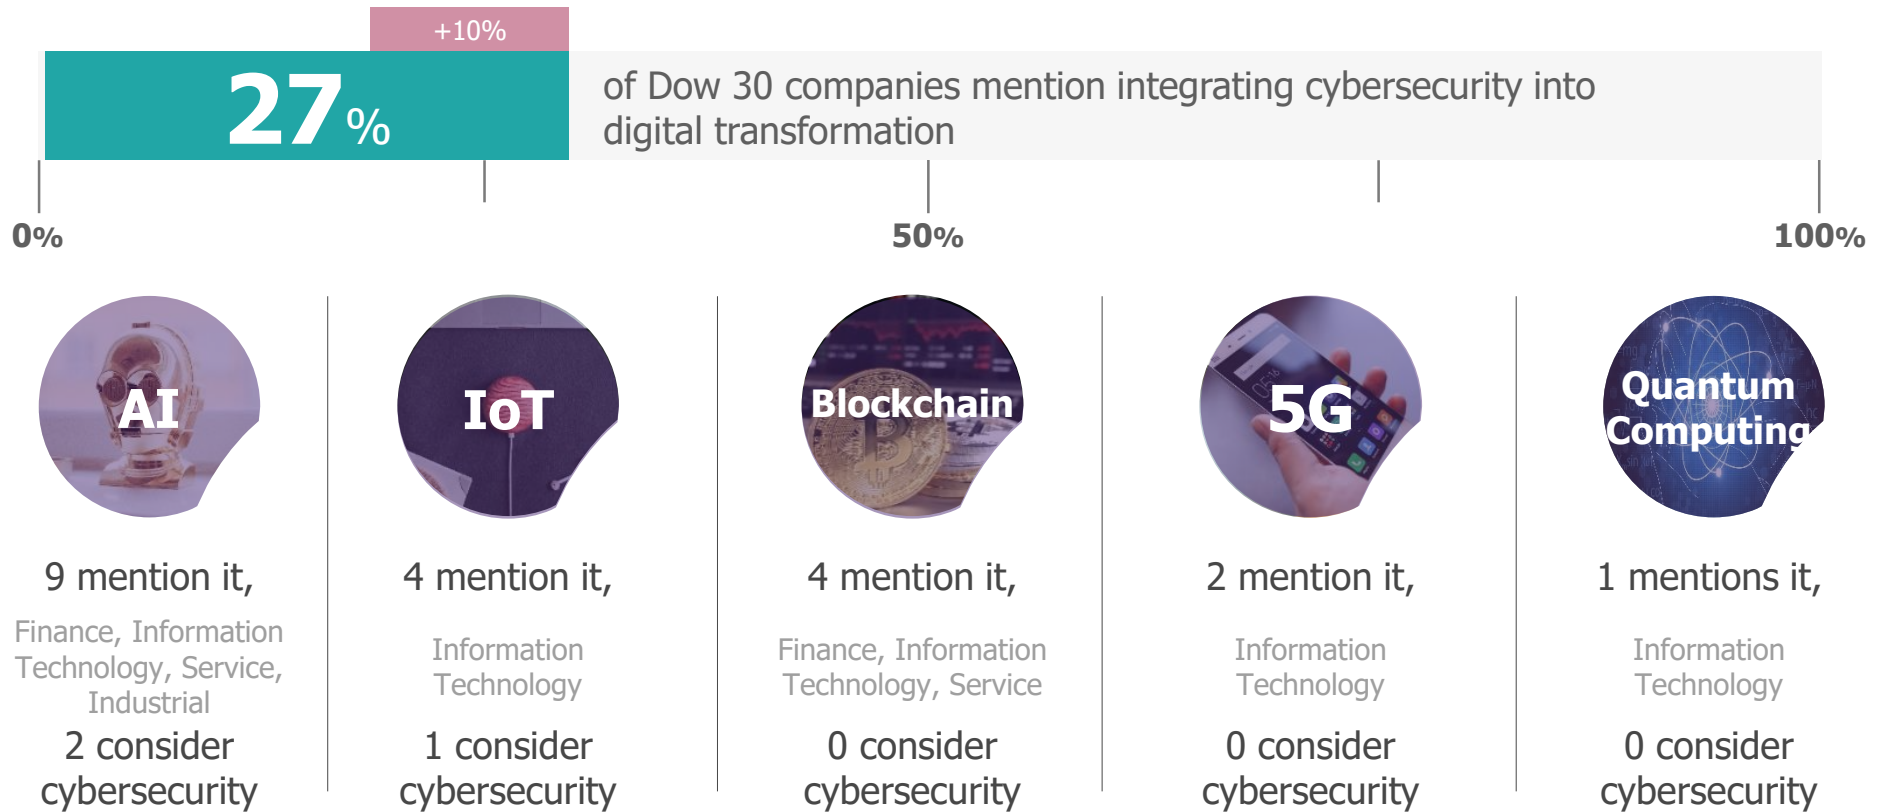 +10%
27%
of Dow 30 companies mention integrating cybersecurity into
digital transformation
0%
50%
100%
AI
9 mention it,
Finance, Information
Technology, Service,
Industrial
2 consider
cybersecurity
IoT
4 mention it,
Information
Technology
1 consider
cybersecurity
Blockchain
4 mention it,
Finance, Information
Technology, Service
0 consider
cybersecurity
5G
2 mention it,
Information
Technology
0 consider
cybersecurity
Quantum
Computing
1 mentions it,
Information
Technology
0 consider
cybersecurity